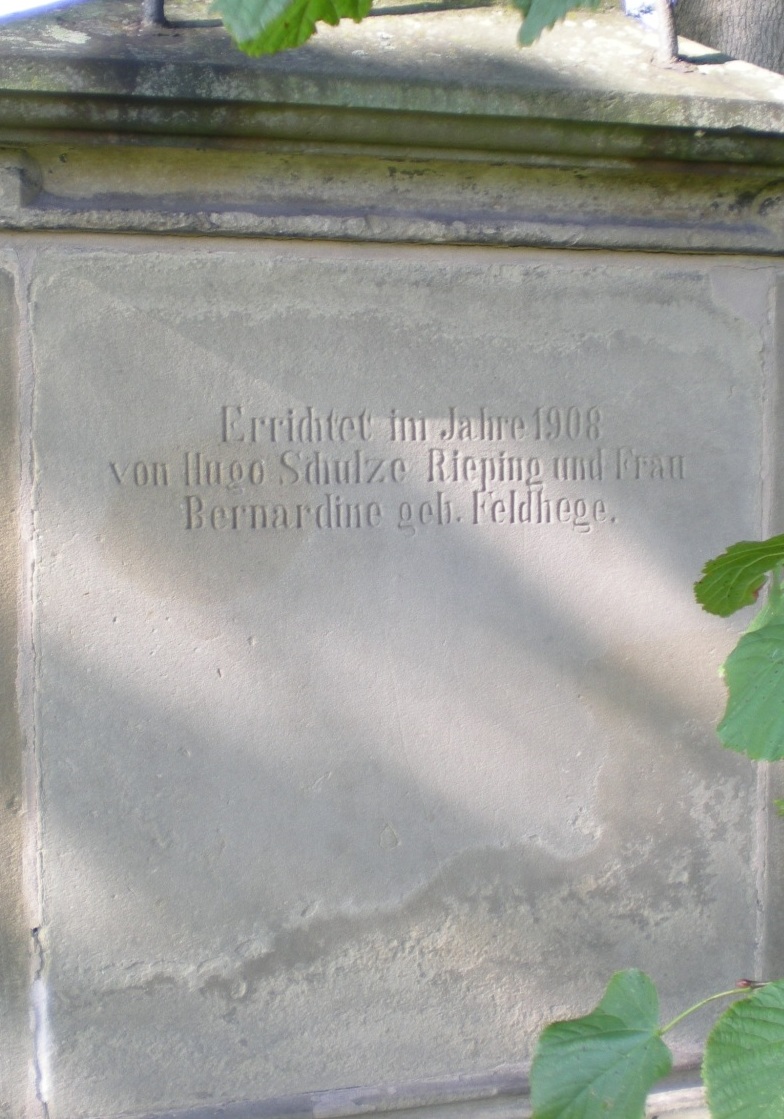 Errichtet im Jahre 1908
von Hugo Schulze Rieping und Frau
Bernardine geb. Feldhege.